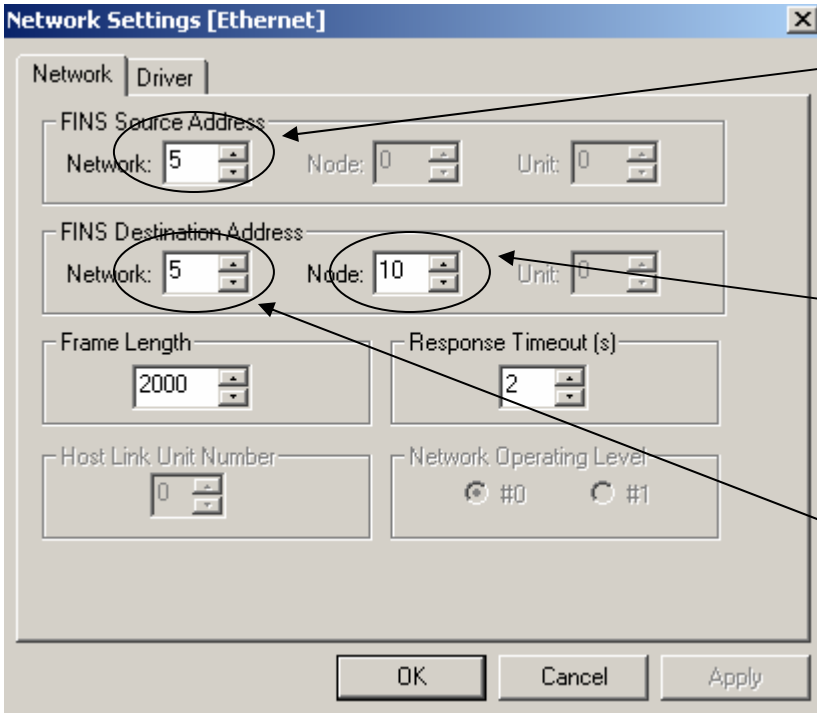 Network Settings [Ethernet]
Network Driver
FINS Source Address
Network: 5 Node: 0 Unit: 0
FINS Destination Address
Network: 5 Node: 10 Unit: 0
Frame Length Response Timeout (s)
2000 2
Host Link Unit Number Network Operating Level
0 #0 #1
OK Cancel Apply